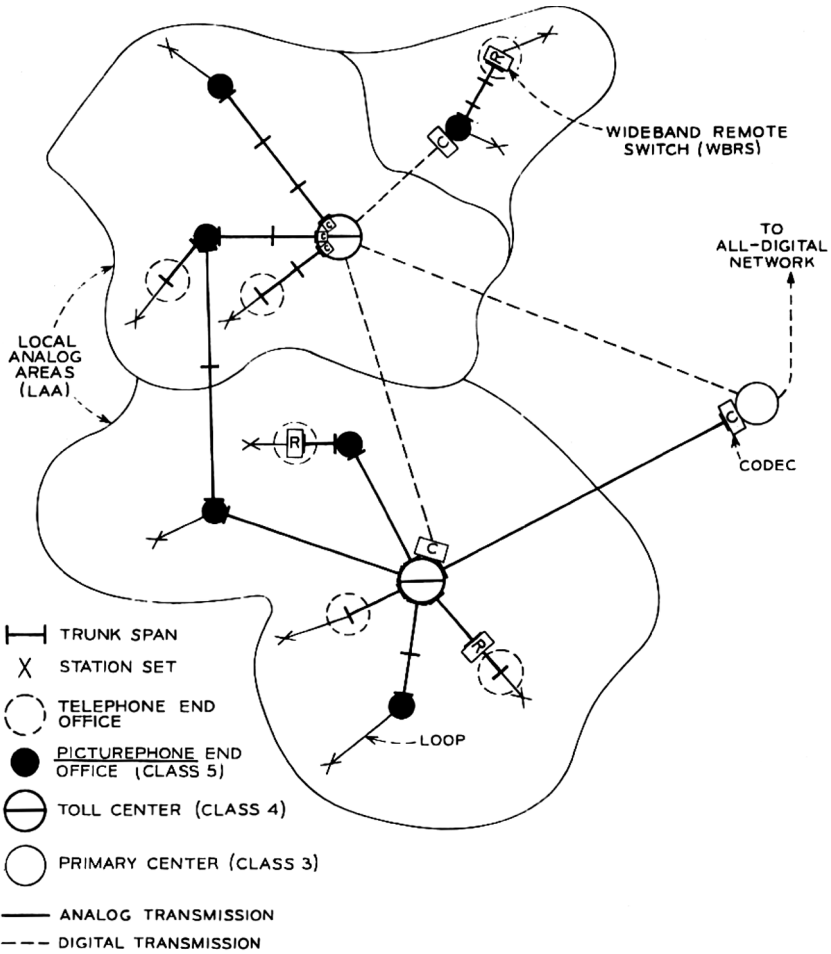 R
WIDEBAND REMOTE
SWITCH (WBRS)
C
TO
ALL-DIGITAL
NETWORK
C
C
C
LOCAL
ANALOG
AREAS
(LAA)
C
CODEC
R
C
R
LOOP
TRUNK SPAN
STATION SET
TELEPHONE END
OFFICE
PICTUREPHONE END
OFFICE (CLASS 5)
TOLL CENTER (CLASS 4)
PRIMARY CENTER (CLASS 3)
ANALOG TRANSMISSION
DIGITAL TRANSMISSION